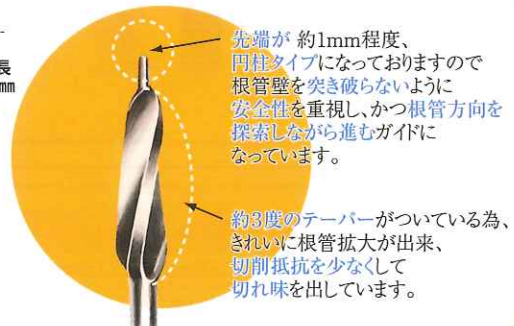 長
mm
先端が 約1mm程度、
円柱タイプになっておりますので
根管壁を突き破らないように
安全性を重視し、かつ根管方向を
探索しながら進むガイドに
なっています。
約3度のテーパーがついている為、
きれいに根管拡大が出来、
切削抵抗を少なくして
切れ味を出しています。